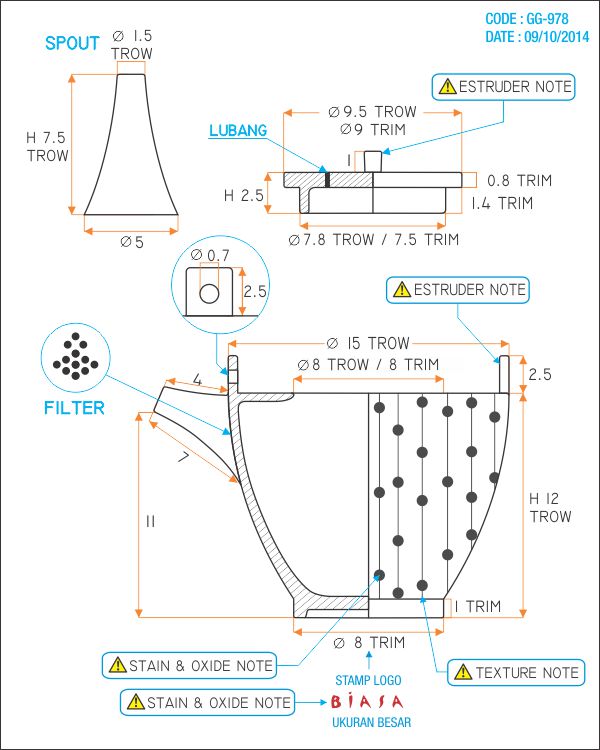 CODE : GG-978
DATE : 09/10/2014
SPOUT
Ø 1.5
TROW
H 7.5
TROW
Ø5
ESTRUDER NOTE
Ø9.5 TROW
Ø9 TRIM
LUBANG
1
H 2.5
0.8 TRIM
1.4 TRIM
Ø7.8 TROW / 7.5 TRIM
Ø 0.7
2.5
ESTRUDER NOTE
Ø 15 TROW
Ø8 TROW / 8 TRIM
2.5
FILTER
4
7
11
H 12
TROW
1 TRIM
Ø 8 TRIM
STAIN & OXIDE NOTE
TEXTURE NOTE
STAMP LOGO
STAIN & OXIDE NOTE
BIASA
UKURAN BESAR